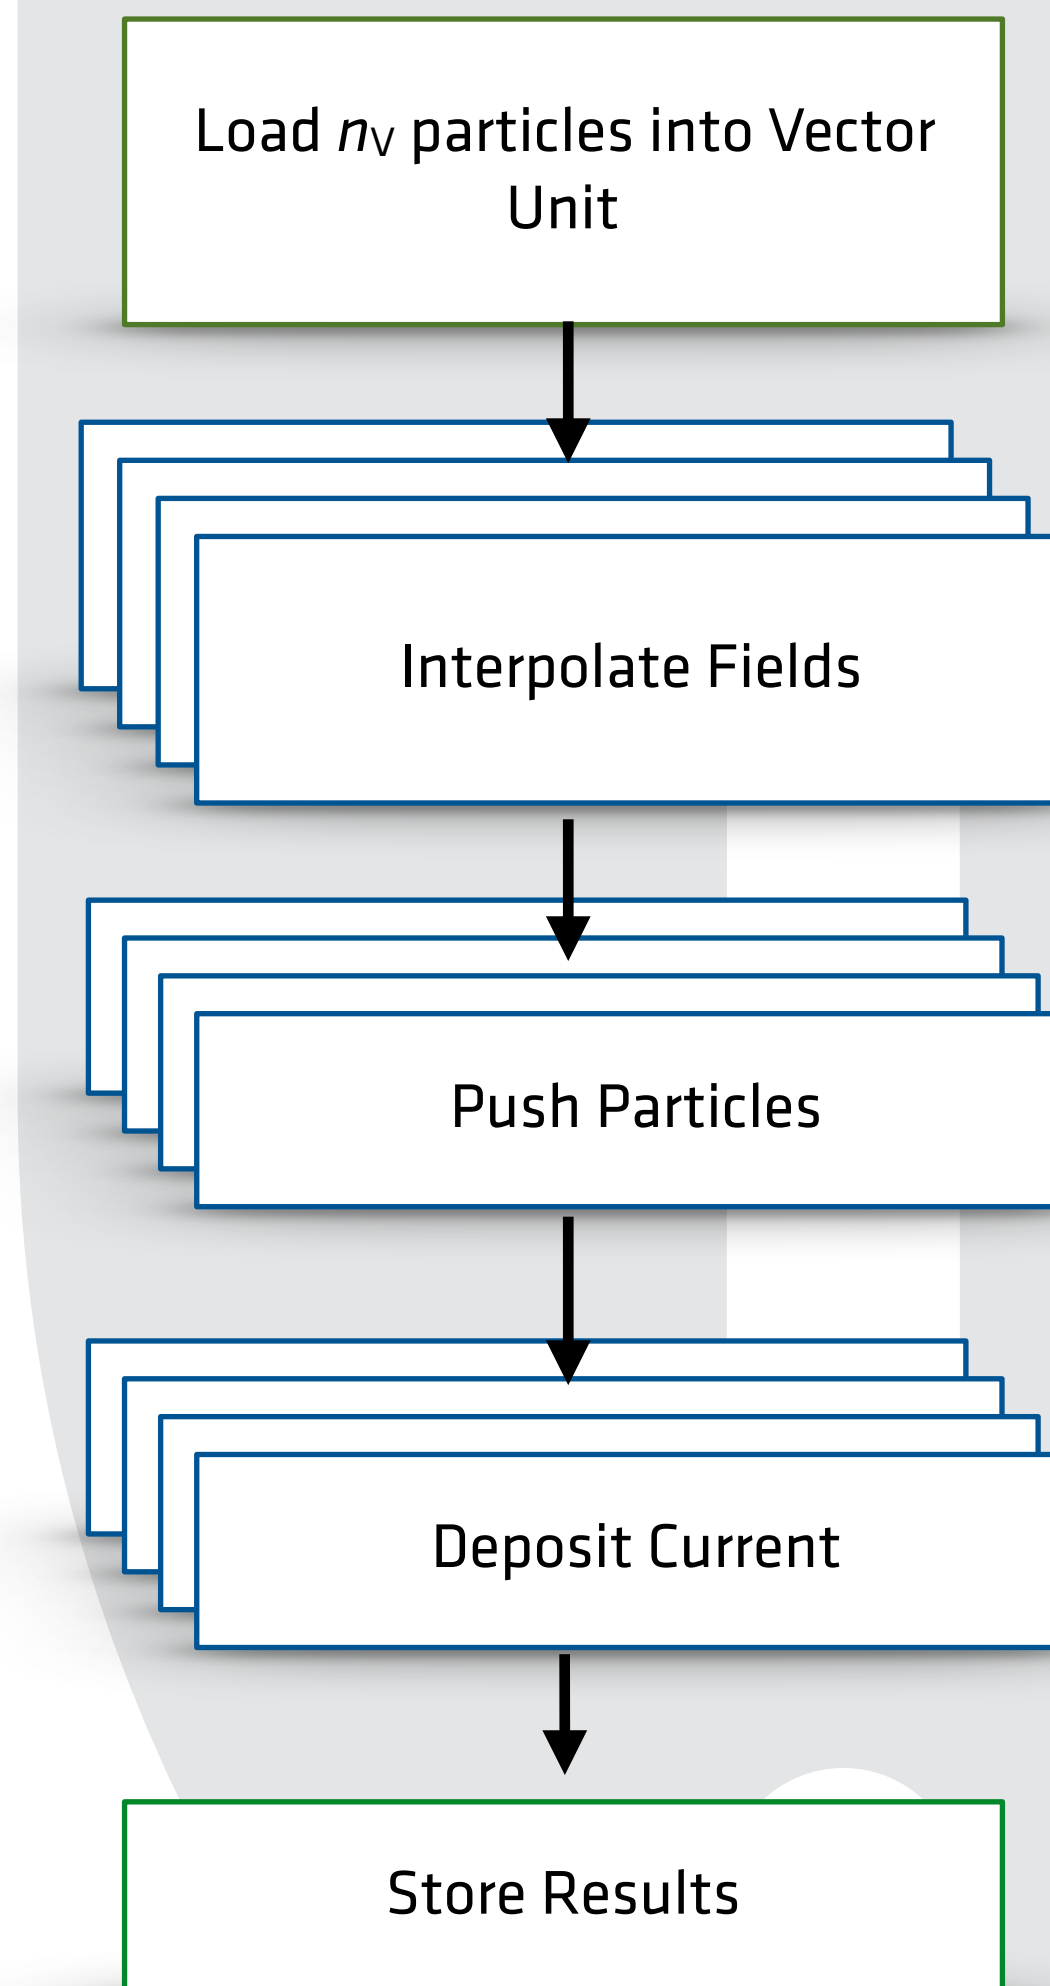 Load nV particles into Vector
Unit
Interpolate Fields
Push Particles
Deposit Current
Store Results